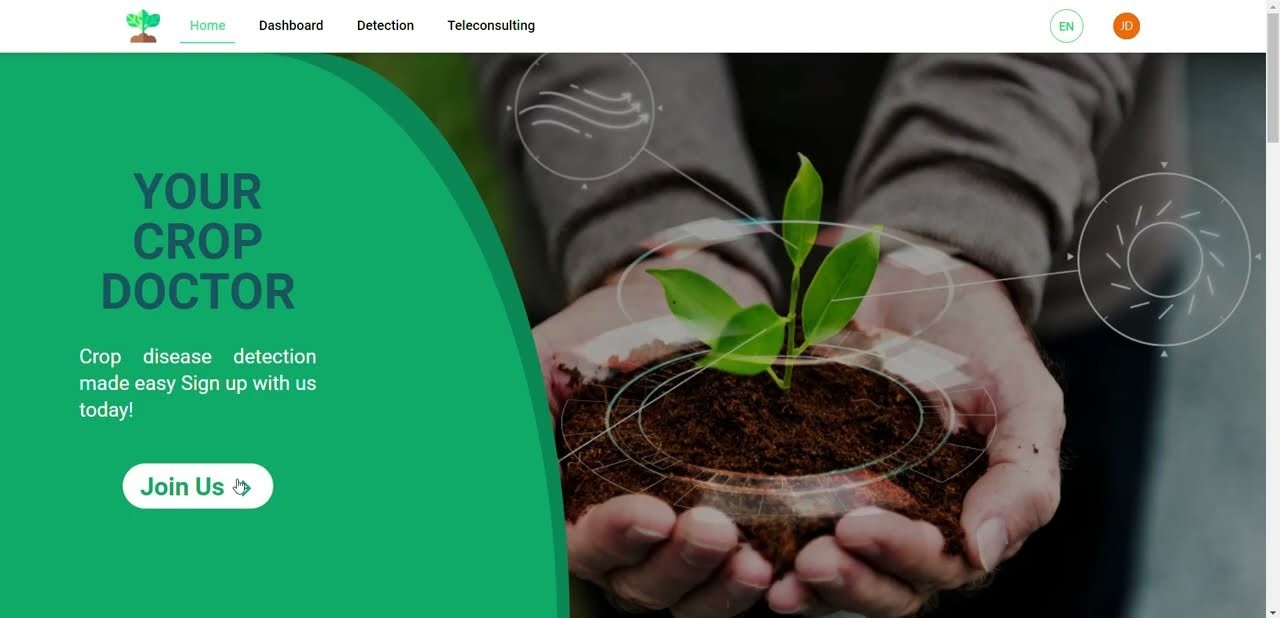 Home Dashboard Detection Teleconsulting EN JD
YOUR
CROP
DOCTOR
Crop disease detection
made easy Sign up with us
today!
Join Us